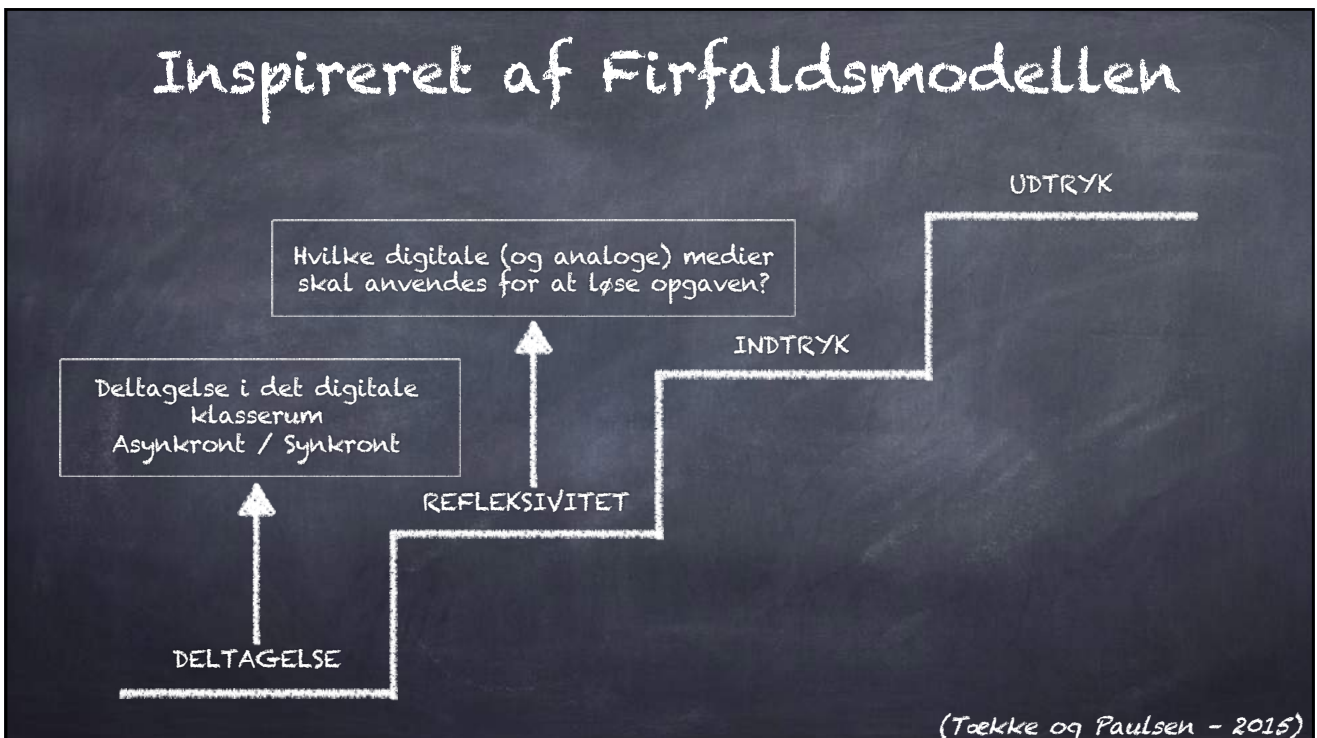 Inspireret af Firfaldsmodellen
UDTRYK
Hvilke digitale (og analoge) medier
skal anvendes for at løse opgaven?
INDTRYK
Deltagelse i det digitale
klasserum
Asynkront / Synkront
REFLEKSIVITET
DELTAGELSE
(Tække og Paulsen - 2015)